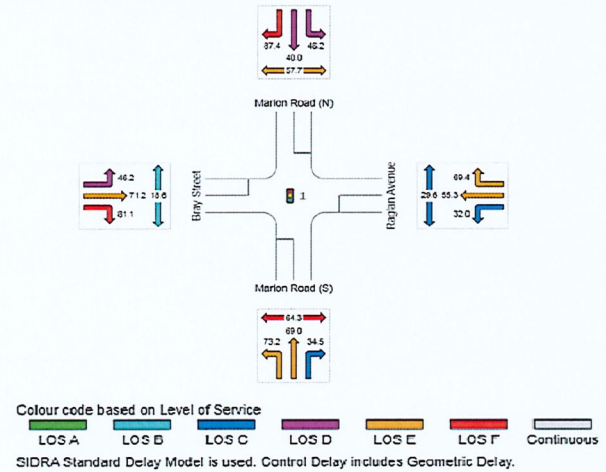 87.4 46.2
40.0
57.7
Marion Road (N)
46.2
71.2 18.6
81.1
Bray Street
1
Raglan Avenue
69.4
29.6 55.3
32.0
Marion Road (S)
64.3
69.0
73.2 34.5
Colour code based on Level of Service
LOS A LOS B LOS C LOS D LOS E LOS F Continuous
SIDRA Standard Delay Model is used. Control Delay includes Geometric Delay.